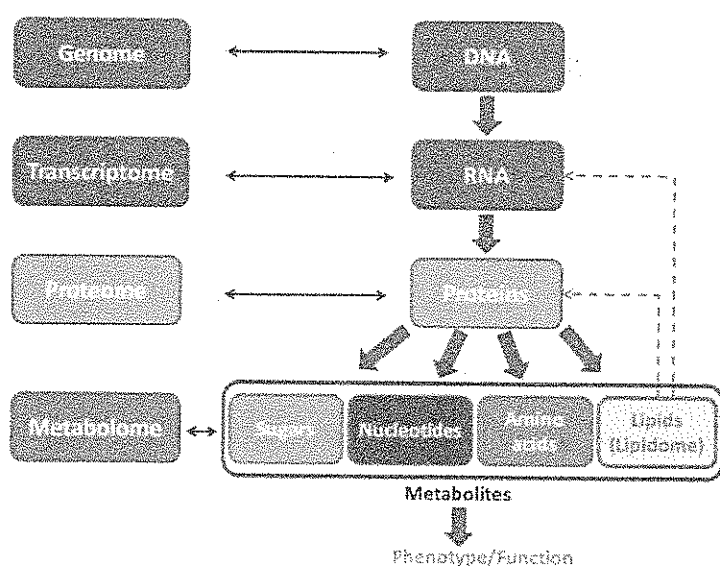 Genome
DNA
Transcriptome
RNA
Proteome
Proteins
Metabolome
Sugars
Nucleotides
Amino
acids
Lipids
(Lipidome)
Metabolites
Phenotype/Function